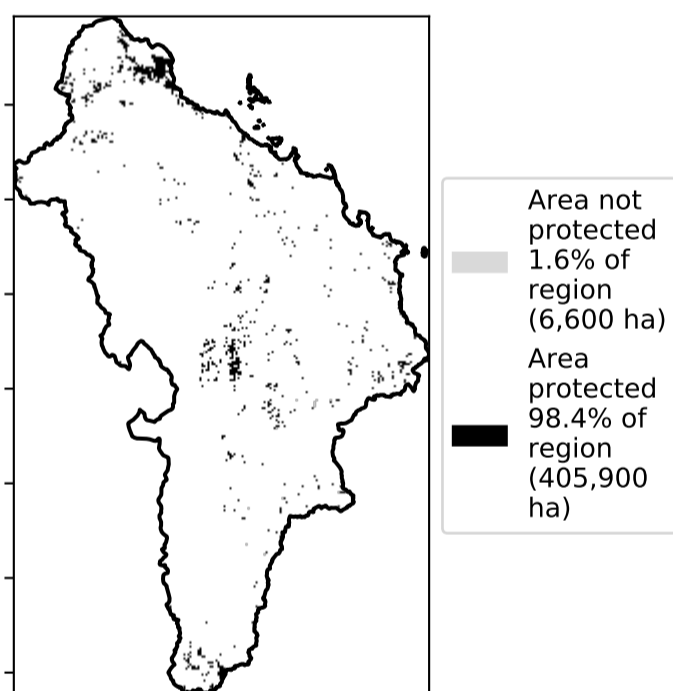 Area not
protected
1.6% of
region
(6,600 ha)
Area
protected
98.4% of
region
(405,900
ha)